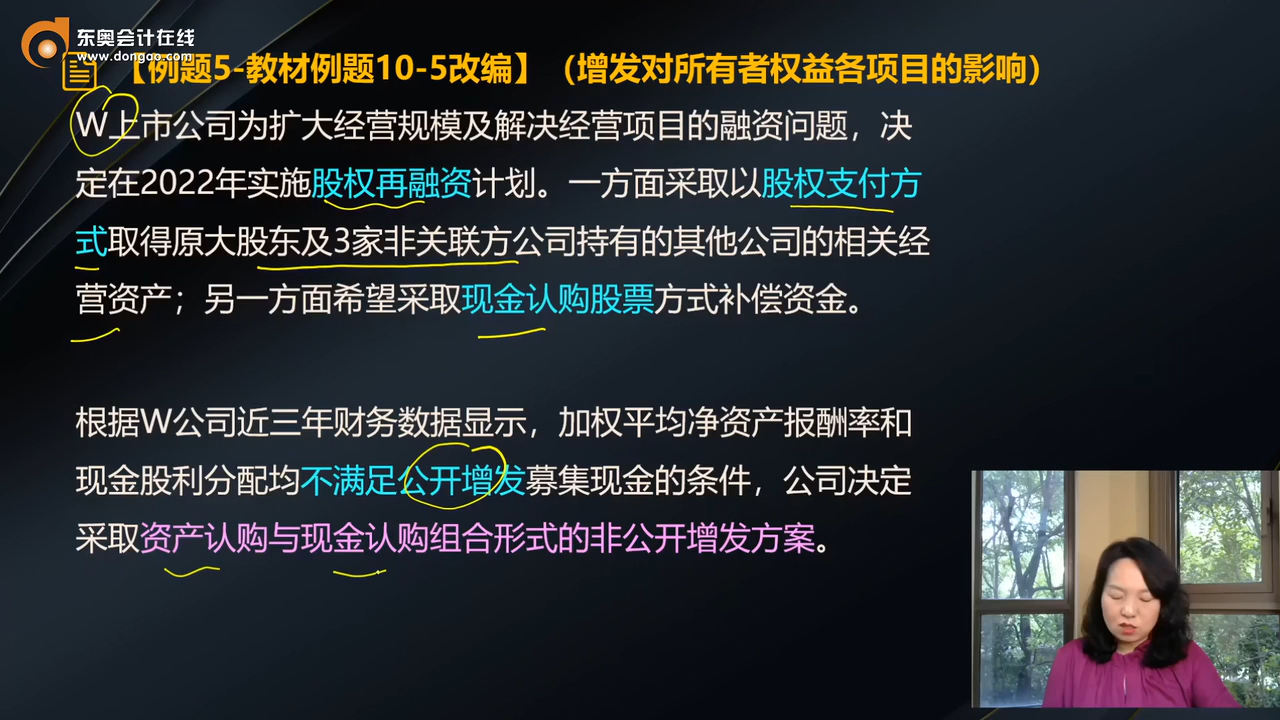 东奥会计在线
www.dongao.com
【例题5-教材例题10-5改编】（增发对所有者权益各项目的影响）
W上市公司为扩大经营规模及解决经营项目的融资问题，决
定在2022年实施股权再融资计划。一方面采取以股权支付方
式取得原大股东及3家非关联方公司持有的其他公司的相关经
营资产；另一方面希望采取现金认购股票方式补偿资金。
根据W公司近三年财务数据显示，加权平均净资产报酬率和
现金股利分配均不满足公开增发募集现金的条件，公司决定
采取资产认购与现金认购组合形式的非公开增发方案。